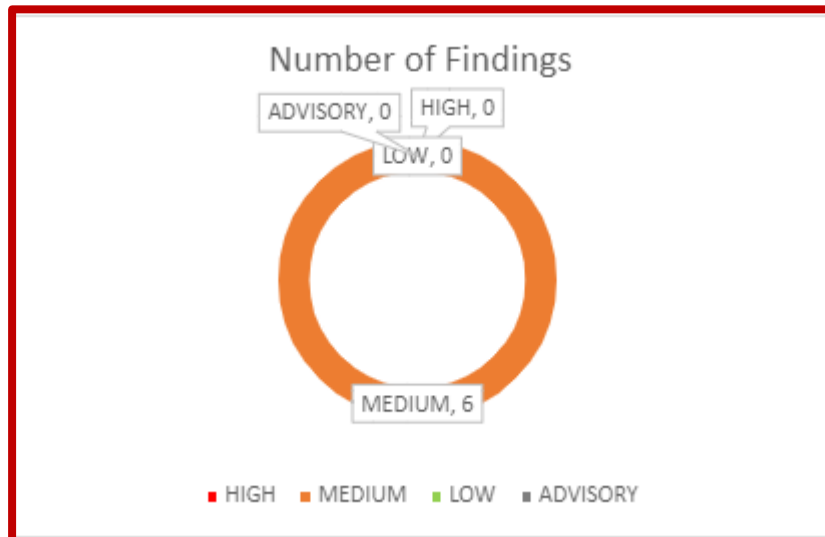 Number of Findings
ADVISORY, 0
HIGH, 0
LOW, 0
MEDIUM, 6
HIGH MEDIUM LOW ADVISORY